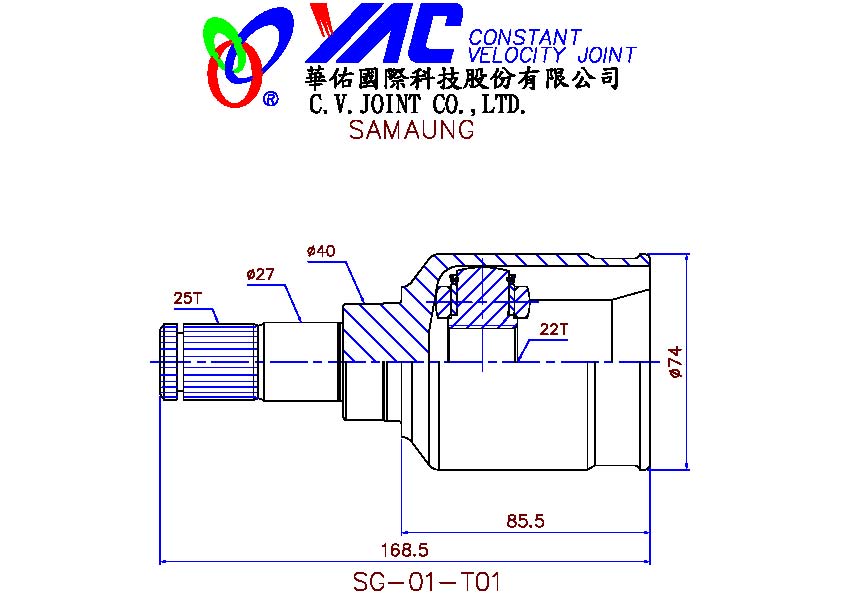 YAC CONSTANT
VELOCITY JOINT
®
華佑國際科技股份有限公司
C.V.JOINT CO.,LTD.
SAMAUNG
ø40
ø27
25T
22T
ø74
85.5
168.5
SG-01-T01